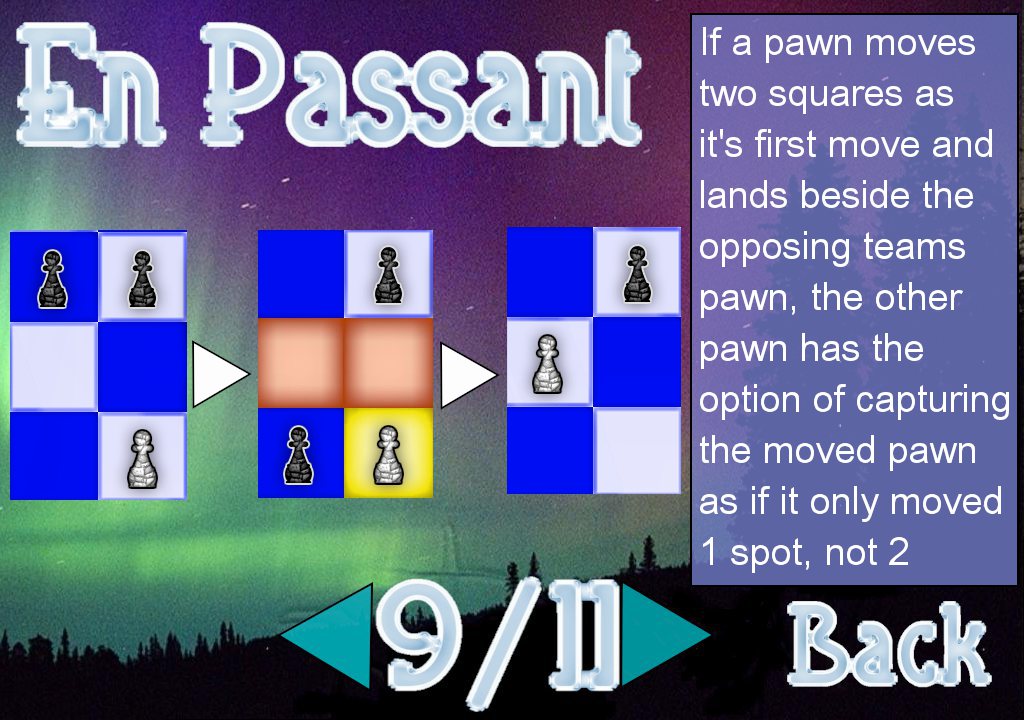 En Passant
If a pawn moves
two squares as
it's first move and
lands beside the
opposing teams
pawn, the other
pawn has the
option of capturing
the moved pawn
as if it only moved
1 spot, not 2
9/11
Back